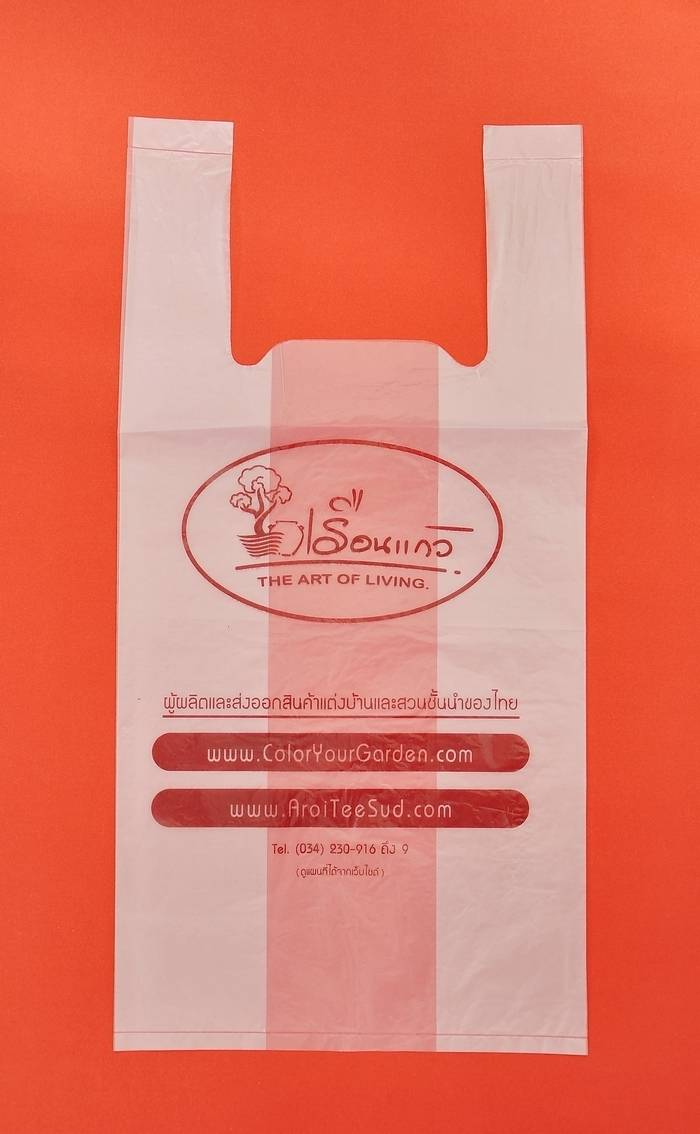 เรือนแก้ว
THE ART OF LIVING.
ผู้ผลิตและส่งออกสินค้าแต่งบ้านและสวนชั้นนำของไทย
www.ColorYourGarden.com
www.AroiTeeSud.com
Tel. (034) 230-916 ถึง 9
(ดูแผนที่ได้จากเว็บไซด์)